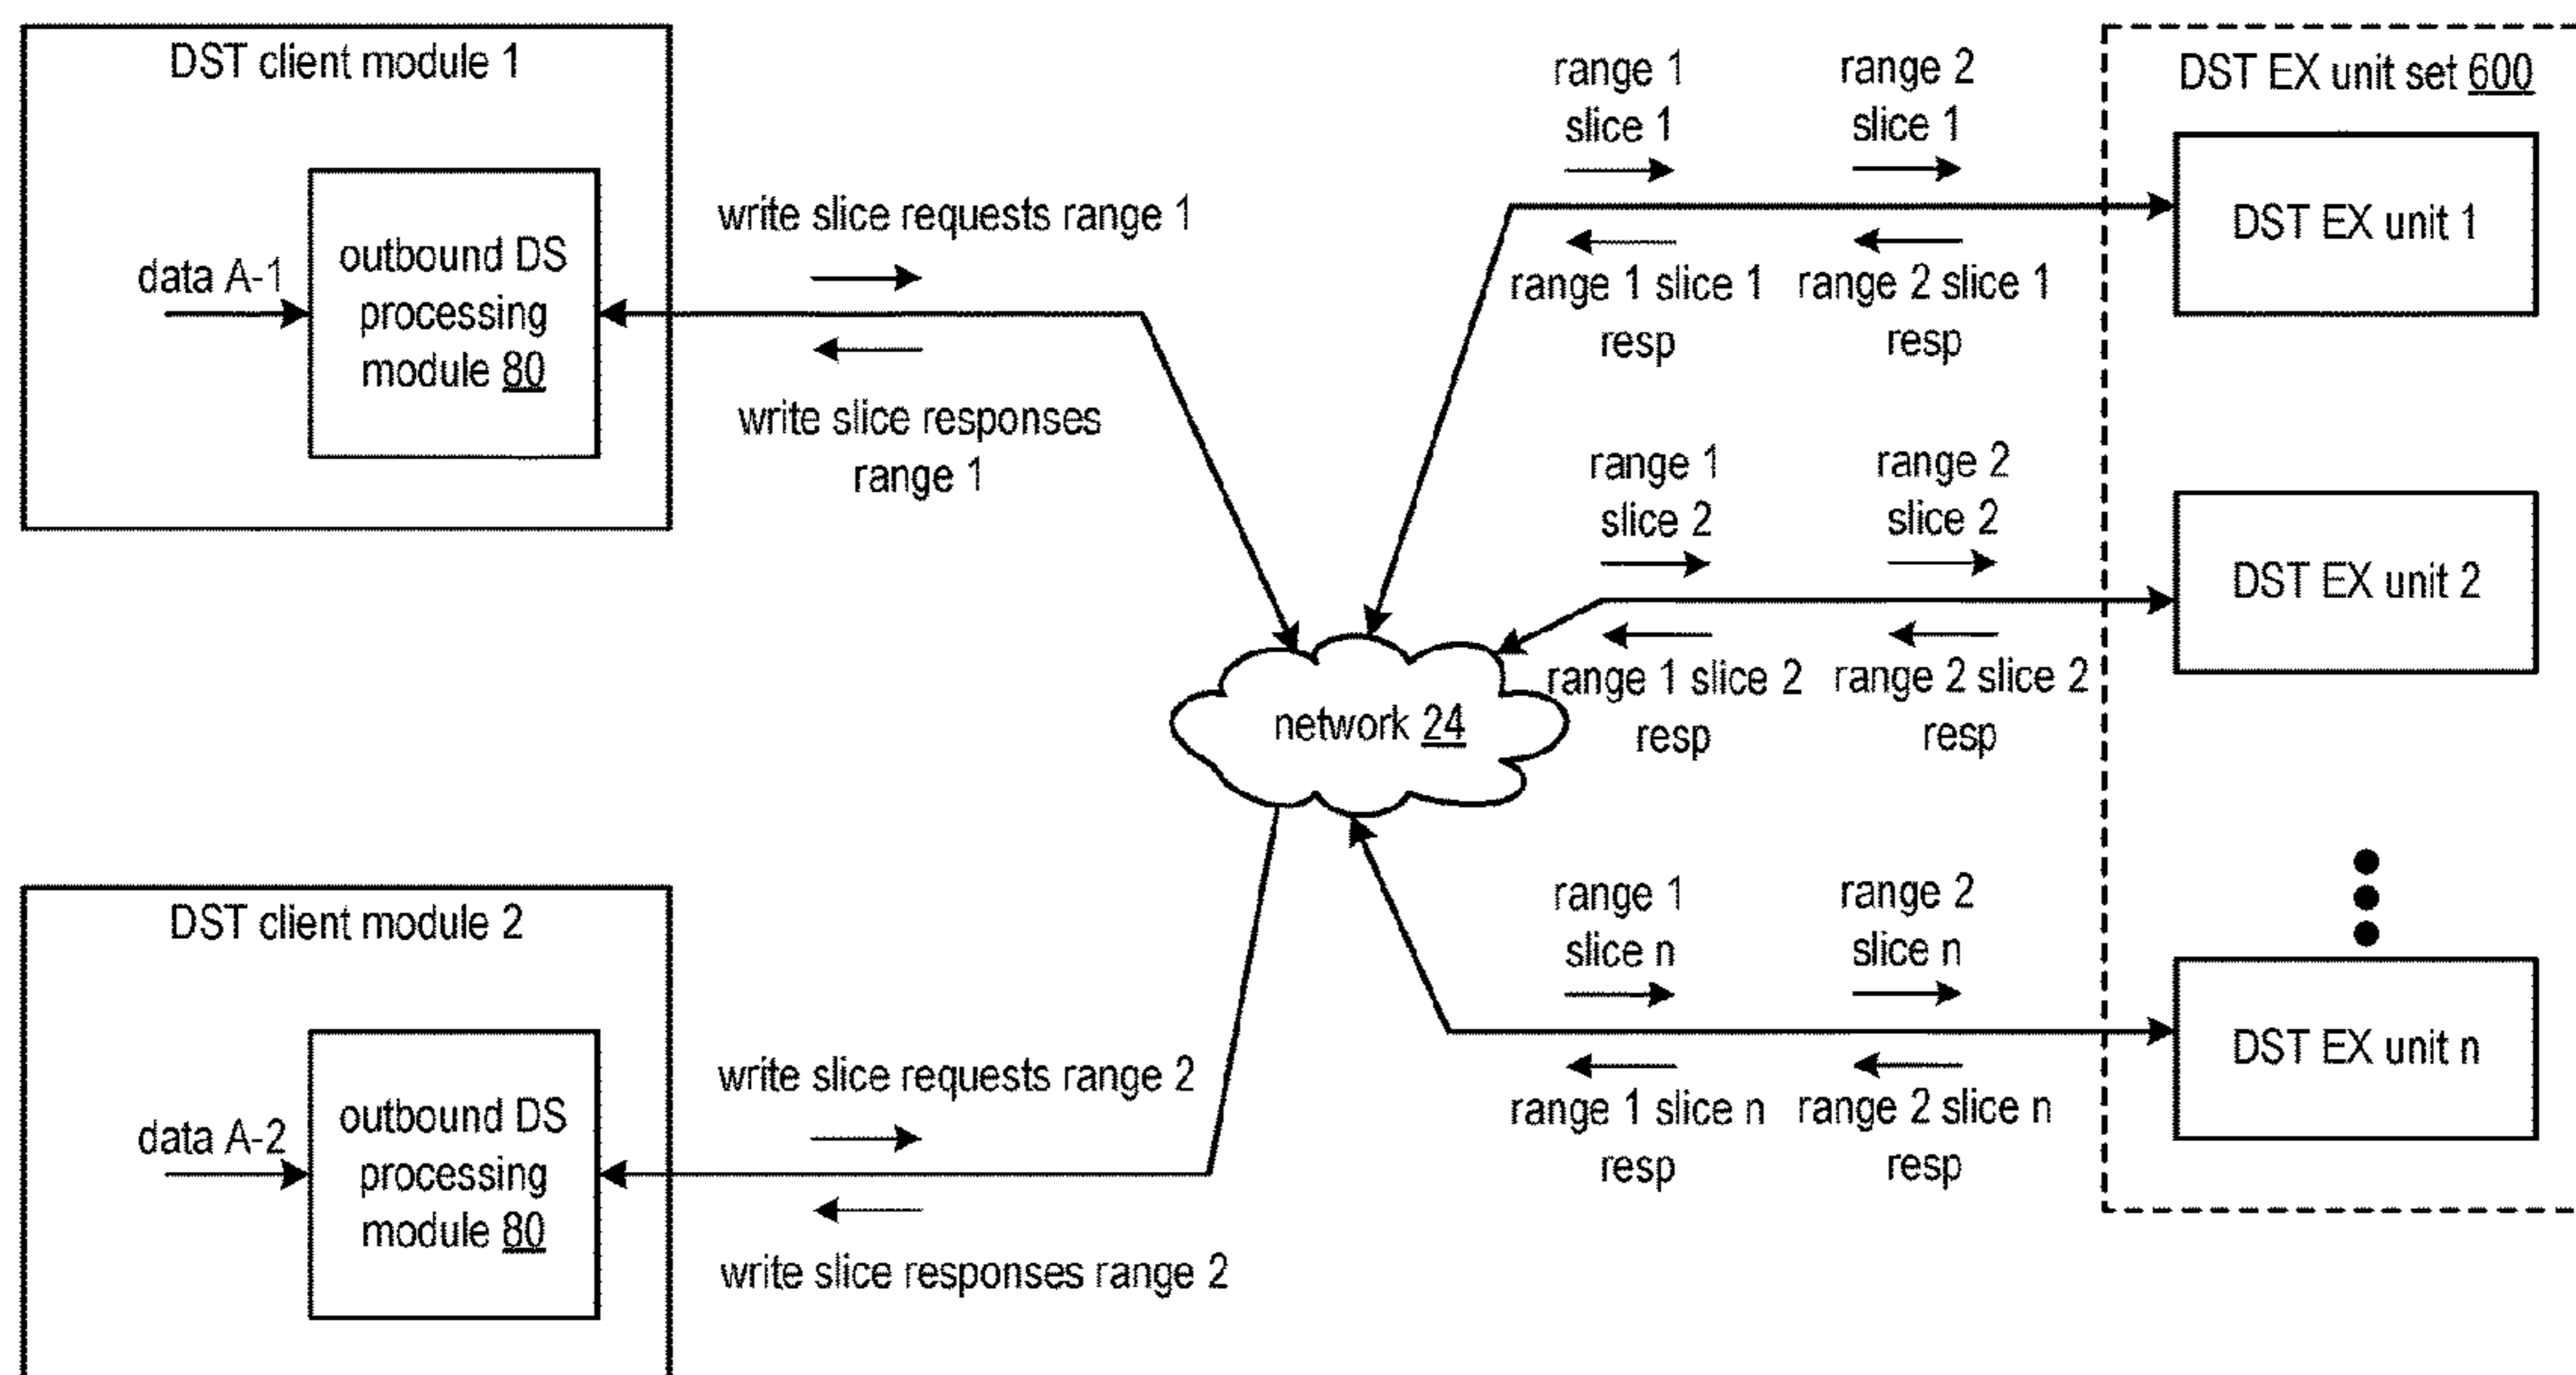 DST client module 1
data A-1
outbound DS
processing
module 80
write slice requests range 1
write slice responses
range 1
range 1
slice 1
range 2
slice 1
range 1 slice 1
resp
range 2 slice 1
resp
DST EX unit set 600
DST EX unit 1
range 1
slice 2
range 2
slice 2
range 1 slice 2
resp
range 2 slice 2
resp
DST EX unit 2
network 24
DST client module 2
data A-2
outbound DS
processing
module 80
write slice requests range 2
write slice responses range 2
range 1
slice n
range 2
slice n
range 1 slice n
resp
range 2 slice n
resp
DST EX unit n